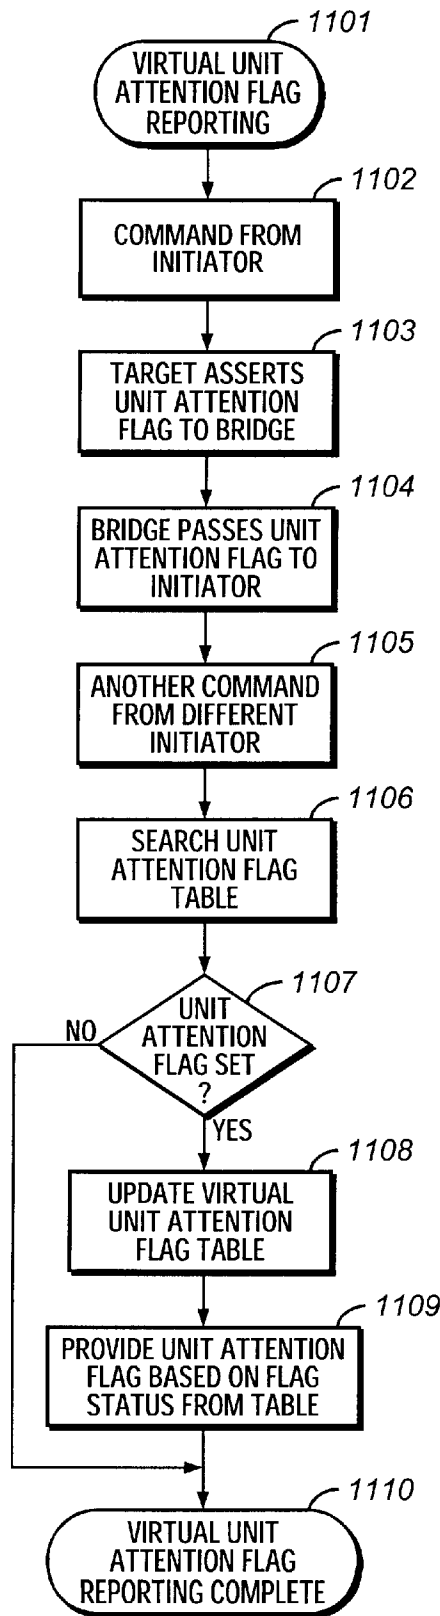 1101
VIRTUAL UNIT
ATTENTION FLAG
REPORTING
1102
COMMAND FROM
INITIATOR
1103
TARGET ASSERTS
UNIT ATTENTION
FLAG TO BRIDGE
1104
BRIDGE PASSES UNIT
ATTENTION FLAG TO
INITIATOR
1105
ANOTHER COMMAND
FROM DIFFERENT
INITIATOR
1106
SEARCH UNIT
ATTENTION FLAG
TABLE
1107
UNIT
ATTENTION
FLAG SET
?
NO
YES
1108
UPDATE VIRTUAL
UNIT ATTENTION
FLAG TABLE
1109
PROVIDE UNIT ATTENTION
FLAG BASED ON FLAG
STATUS FROM TABLE
1110
VIRTUAL UNIT
ATTENTION FLAG
REPORTING COMPLETE